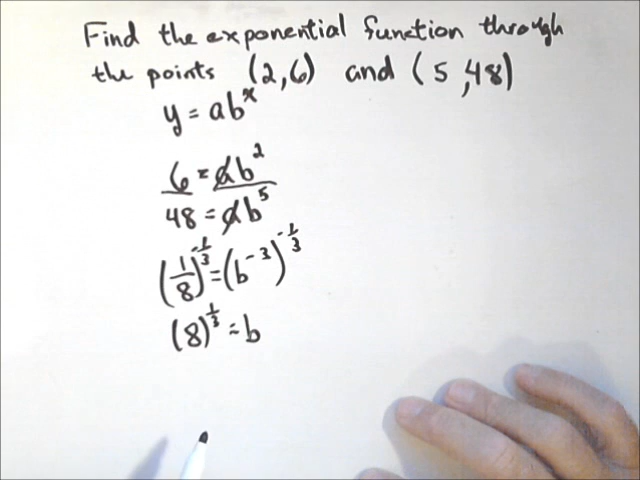 Find the exponential function through
the points (2,6) and (5,48)
y = ab^x
6 = ab^2
48 = ab^5
(1/8)^-1/3 = (b^-3)^-1/3
(8)^1/3 = b